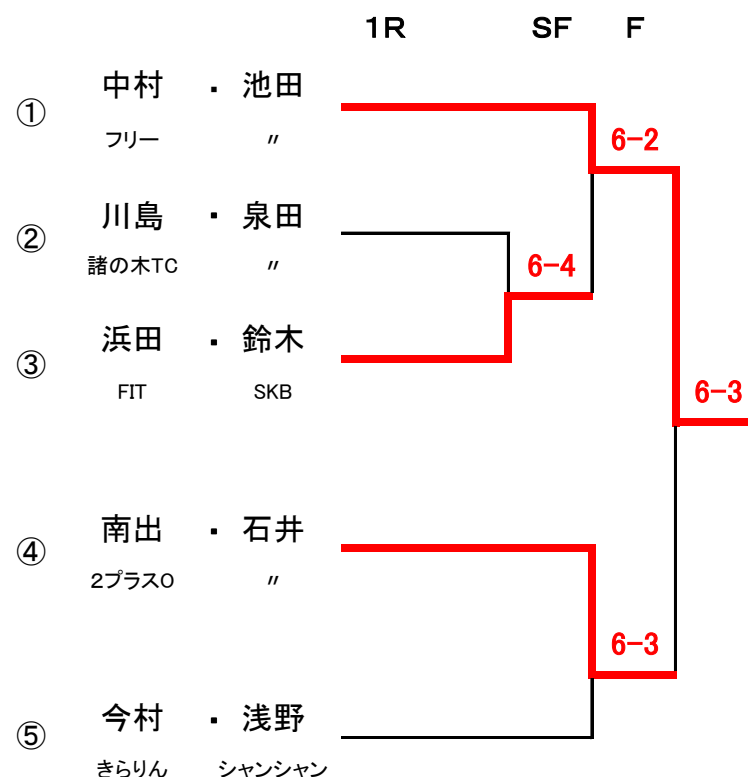 1R SF F
① 中村 ・ 池田
フリー 〃
6-2
② 川島 ・ 泉田
諸の木TC 〃
6-4
③ 浜田 ・ 鈴木
FIT SKB
6-3
④ 南出 ・ 石井
2プラスO 〃
6-3
⑤ 今村 ・ 浅野
きらりん シャンシャン